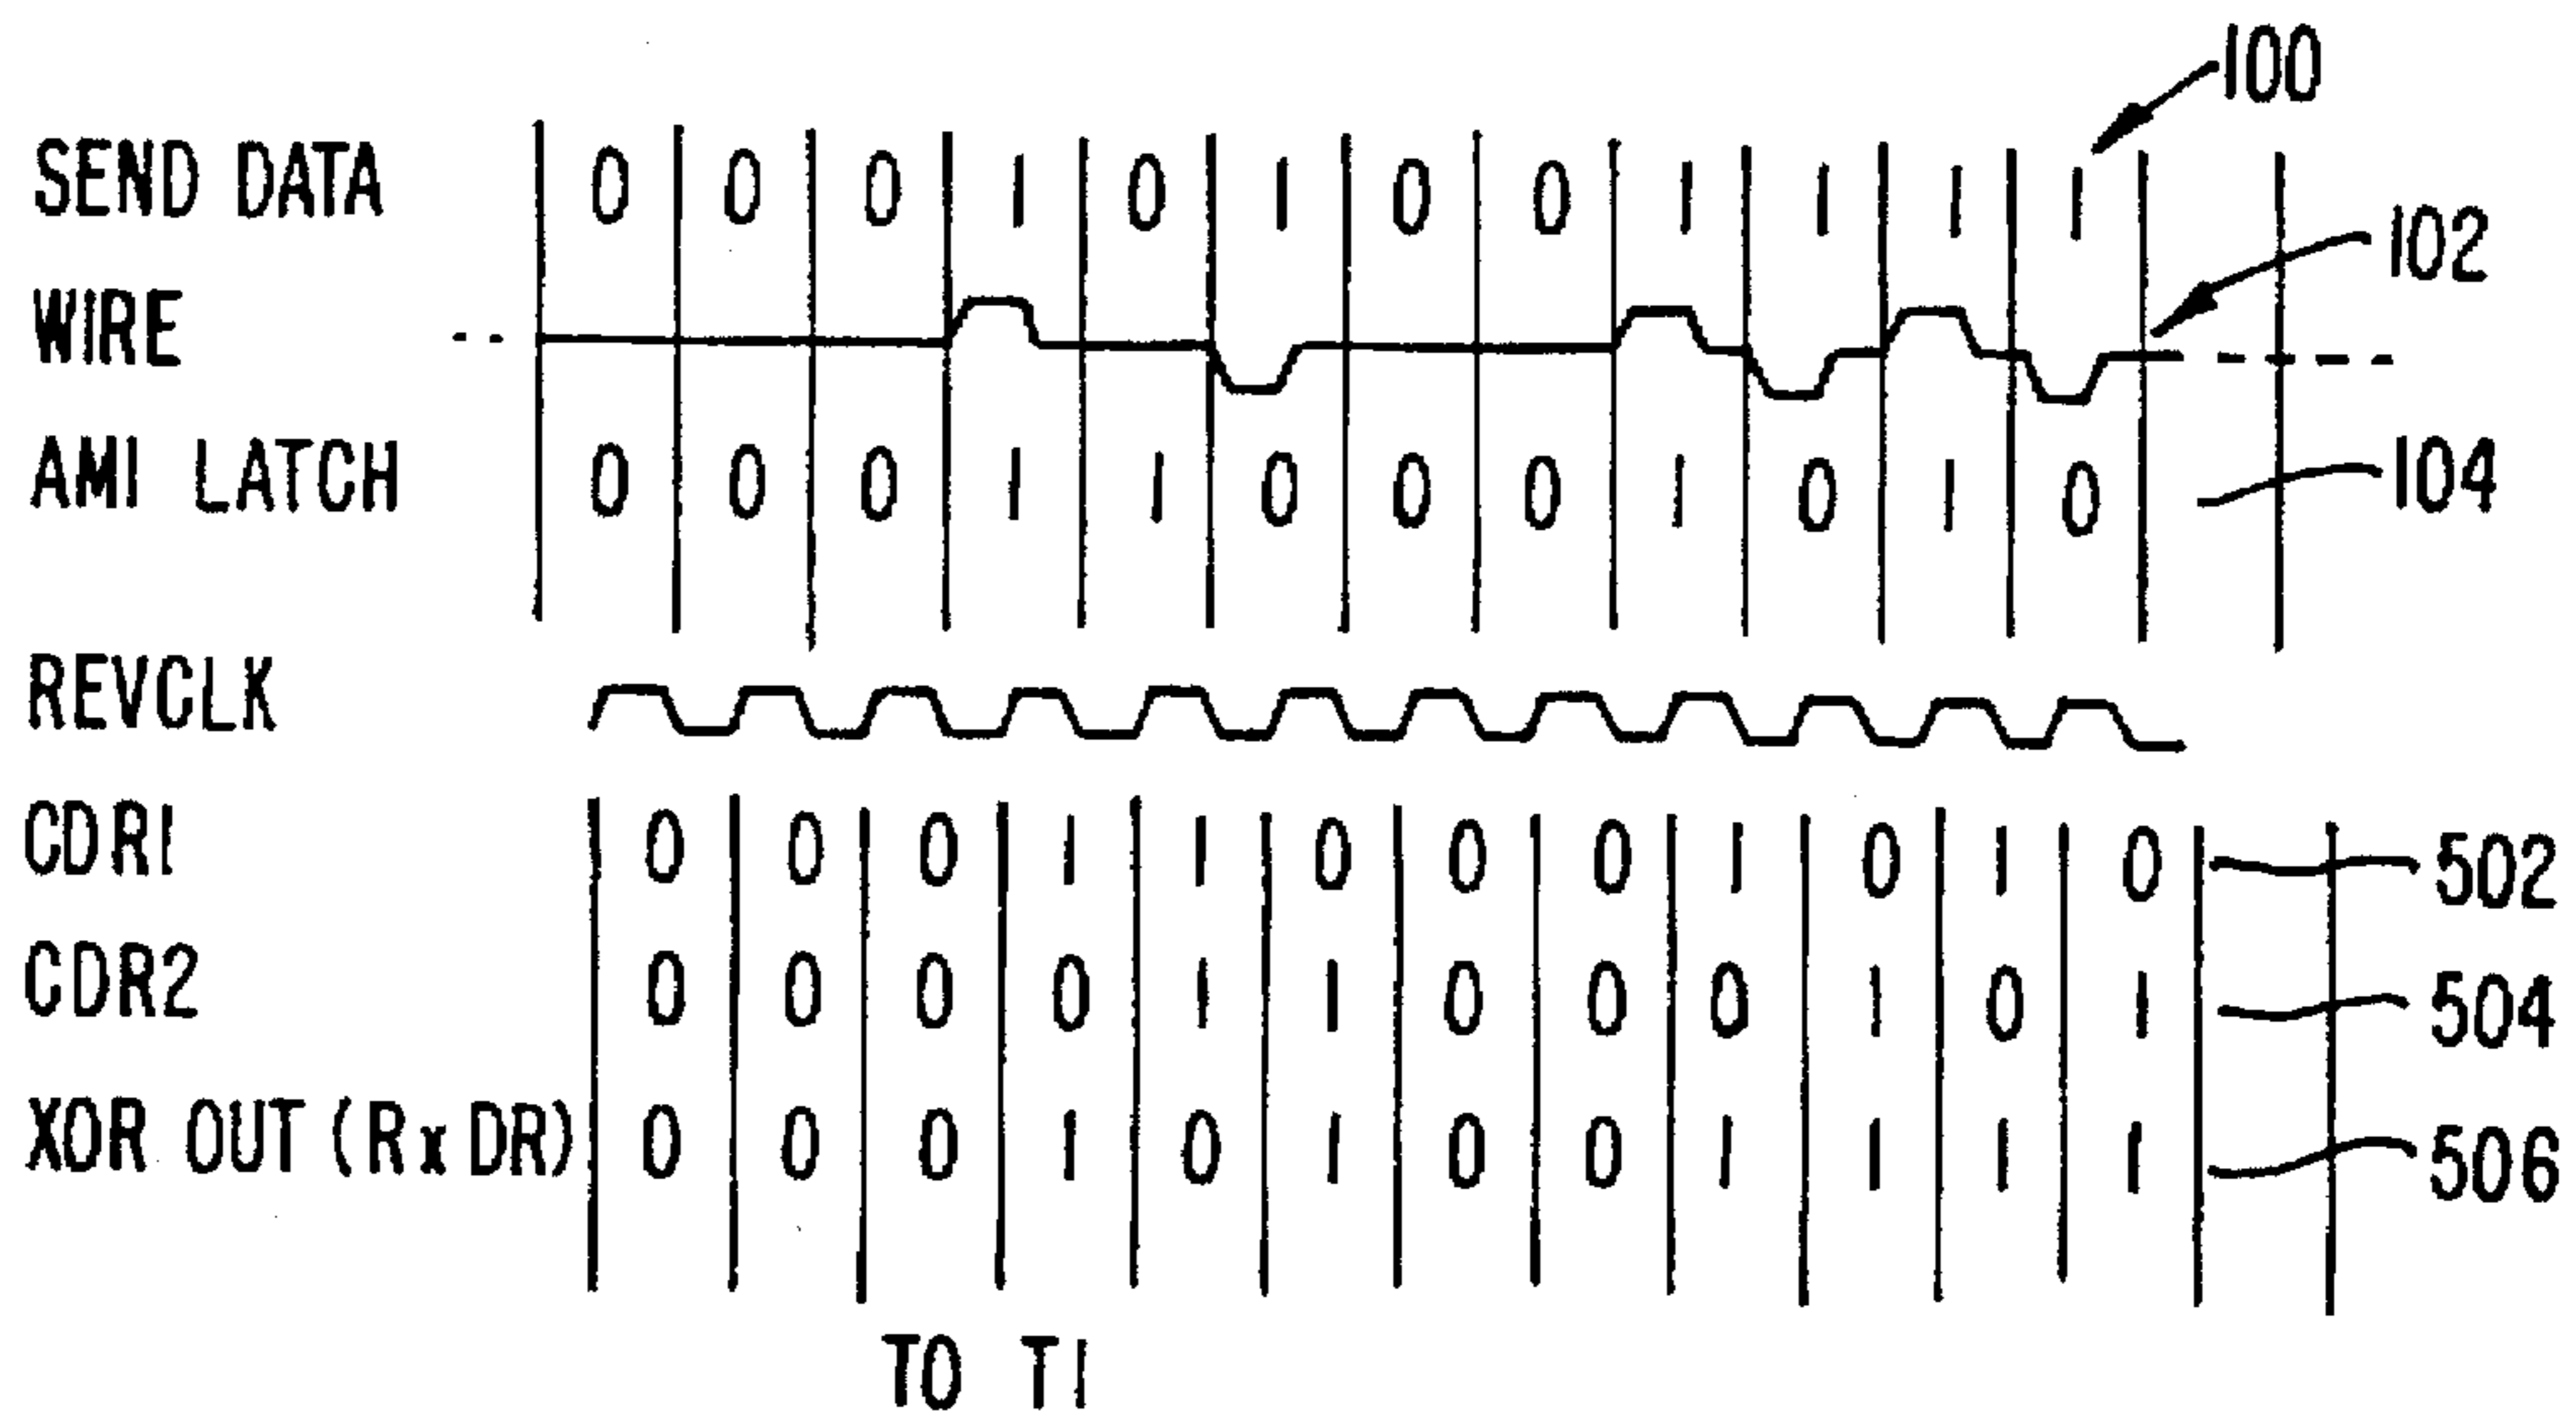 100
SEND DATA 0 0 0 1 0 1 0 0 1 1 1 1
102
WIRE
AMI LATCH 0 0 0 1 1 0 0 0 1 0 1 0 104
REVCLK
CDR1 0 0 0 1 1 0 0 0 1 0 1 0 502
CDR2 0 0 0 0 1 1 0 0 0 1 0 1 504
XOR OUT (RxDR) 0 0 0 1 0 1 0 0 1 1 1 1 506
T0 T1